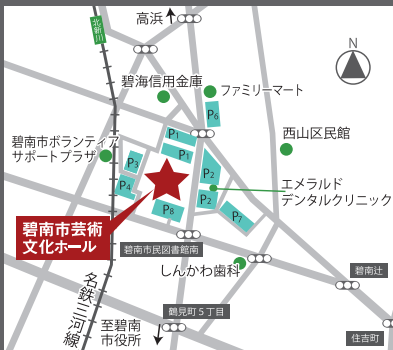 高浜
北新川
N
碧海信用金庫
ファミリーマート
P6
碧南市ボランティア
サポートプラザ
P1
P1
西山区民館
P3
P2
P4
エメラルド
デンタルクリニック
P2
P8
P7
碧南市芸術
文化ホール
碧南市民図書館南
しんかわ歯科
碧南辻
名鉄三河線
鶴見町5丁目
至碧南
市役所
住吉町